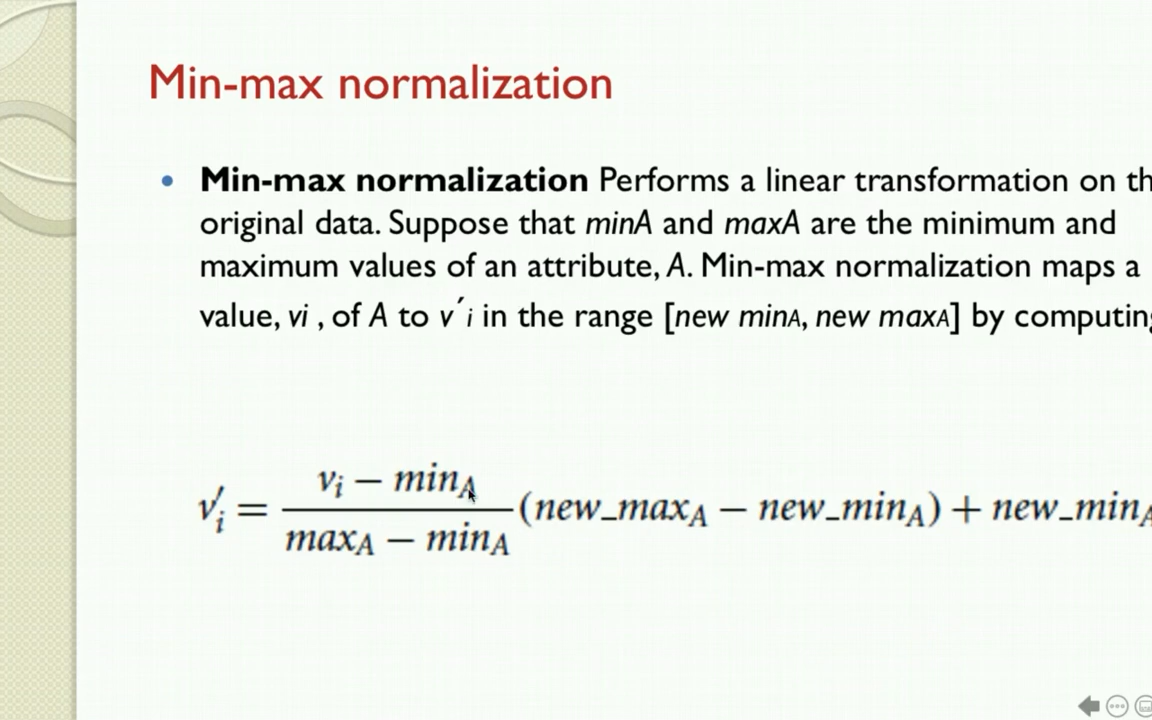 Min-max normalization
• Min-max normalization Performs a linear transformation on th
original data. Suppose that minA and maxA are the minimum and
maximum values of an attribute, A. Min-max normalization maps a
value, vi , of A to v´i in the range [new minA, new maxA] by computing
v′i = (vi − minA) / (maxA − minA) (new_maxA − new_minA) + new_minA